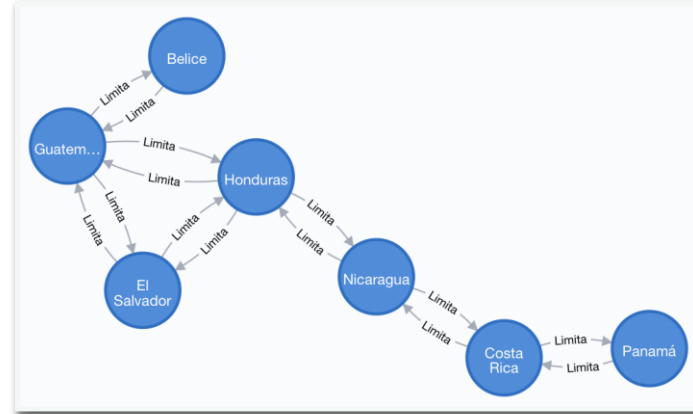 Belice
Limita
Limita
Guatem...
Limita
Limita
Honduras
Limita
Limita
Limita
Limita
Limita
Limita
El
Salvador
Nicaragua
Limita
Limita
Costa
Rica
Limita
Limita
Panamá